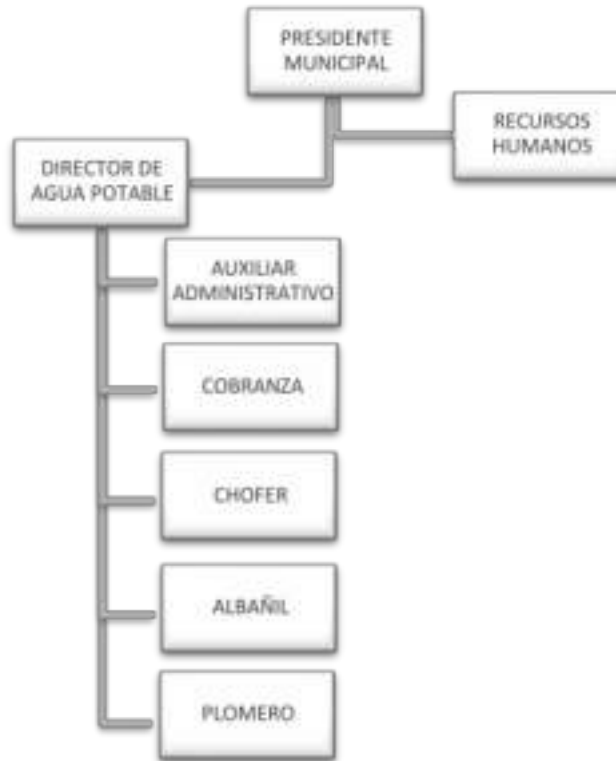 PRESIDENTE
MUNICIPAL
RECURSOS
HUMANOS
DIRECTOR DE
AGUA POTABLE
AUXILIAR
ADMINISTRATIVO
COBRANZA
CHOFER
ALBAÑIL
PLOMERO